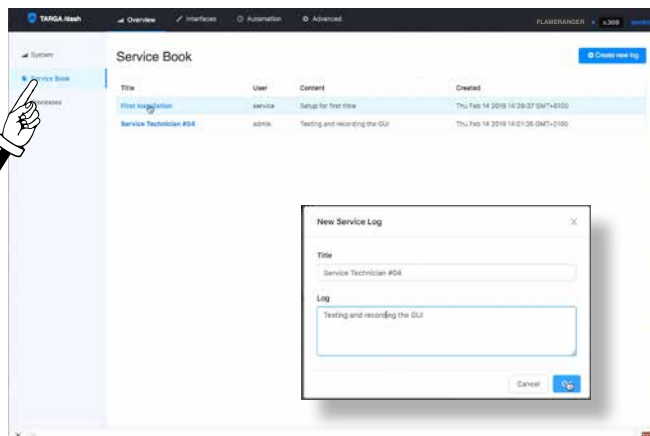 TARGA /dash
Overview
Interfaces
Automation
Advanced
FLAMERANGER
x.300
System
Service Book
Processes
Service Book
Create new log
Title User Content Created
First Installation service Setup for first time Thu Feb 14 2019 14:29:37 GMT+0100
Service Technician #04 admin Testing and recording the GUI Thu Feb 14 2019 14:01:35 GMT+0100
New Service Log
X
Title
Service Technician #04
Log
Testing and recording the GUI
Cancel